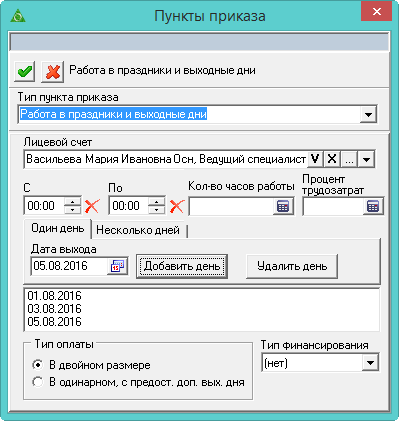 Пункты приказа
Работа в праздники и выходные дни
Тип пункта приказа
Работа в праздники и выходные дни
Лицевой счет
Васильева Мария Ивановна Осн, Ведущий специалист V X ...
С По Кол-во часов работы Процент трудозатрат
00:00 00:00
Один день Несколько дней
Дата выхода
05.08.2016 Добавить день Удалить день
01.08.2016
03.08.2016
05.08.2016
Тип оплаты Тип финансирования
В двойном размере (нет)
В одинарном, с предост. доп. вых. дня